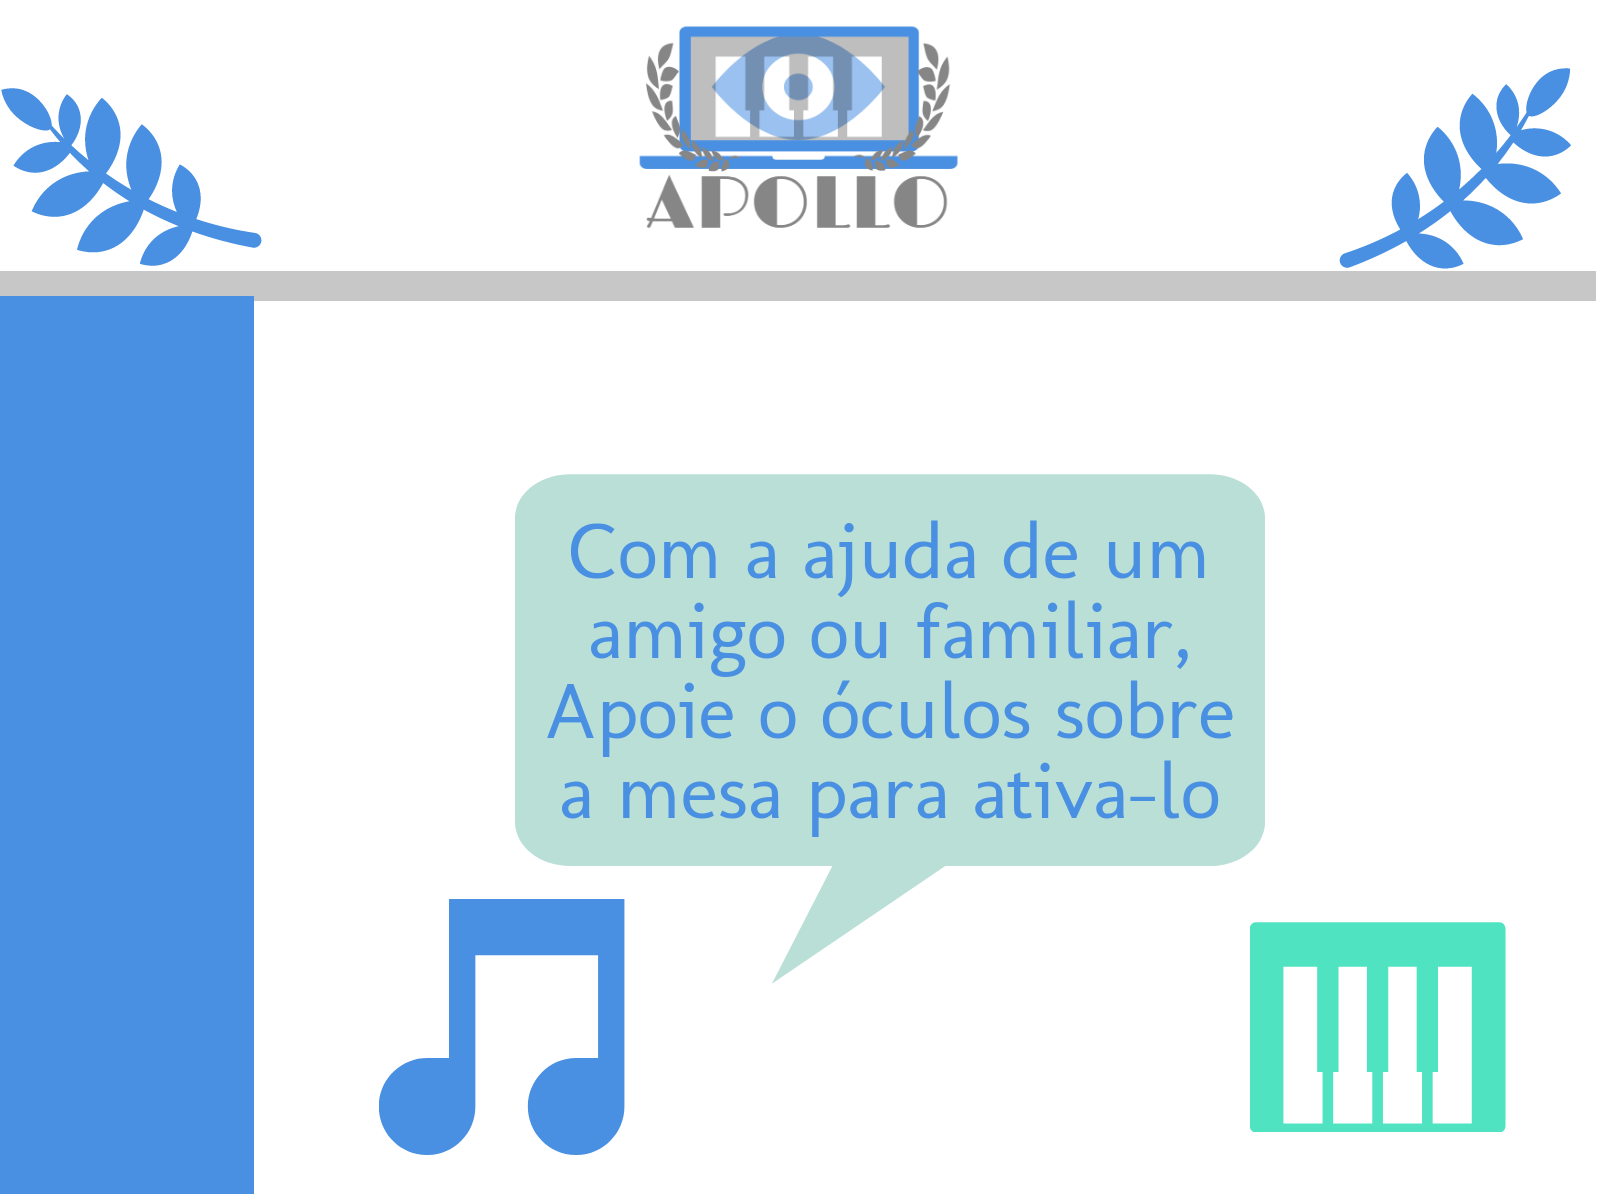 APOLLO
Com a ajuda de um
amigo ou familiar,
Apoie o óculos sobre
a mesa para ativa-lo